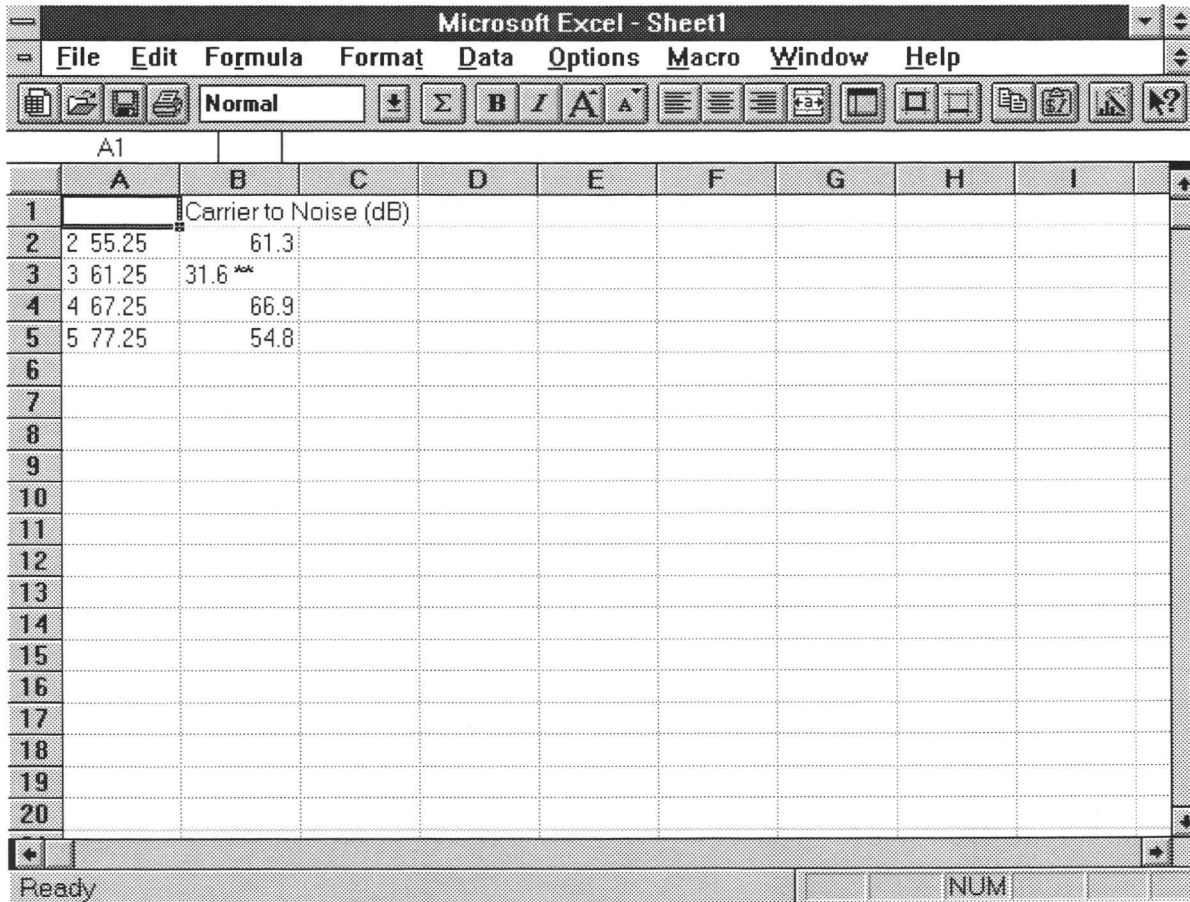 Microsoft Excel - Sheet1
File Edit Formula Format Data Options Macro Window Help
Normal Σ B I A A a $7 ?
A1
A B C D E F G H I
1 Carrier to Noise (dB)
2 2 55.25 61.3
3 3 61.25 31.6 **
4 4 67.25 66.9
5 5 77.25 54.8
6
7
8
9
10
11
12
13
14
15
16
17
18
19
20
Ready NUM